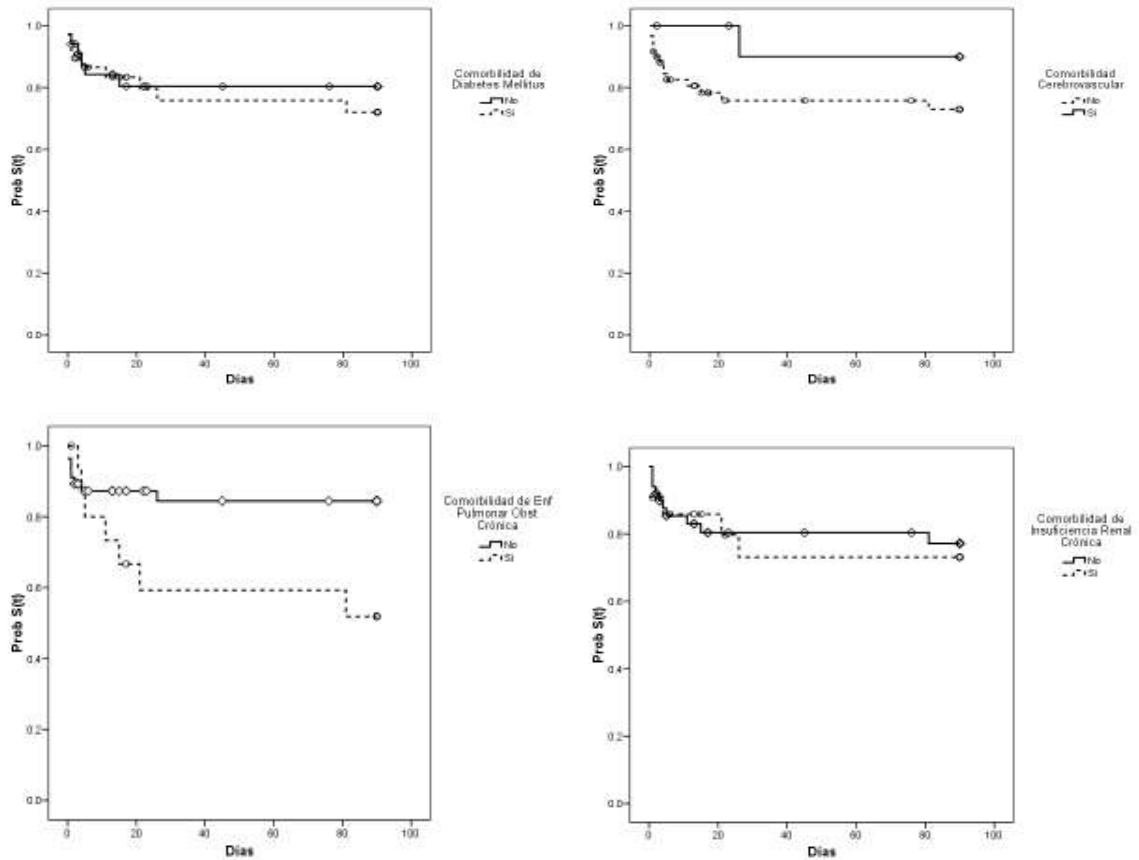 1.0
0.8
0.6
0.4
0.2
0.0
Prob S(t)
0 20 40 60 80 100
Dias
Comorbilidad de
Diabetes Mellitus
No
Si
1.0
0.8
0.6
0.4
0.2
0.0
Prob S(t)
0 20 40 60 80 100
Dias
Comorbilidad
Cerebrovascular
No
Si
1.0
0.8
0.6
0.4
0.2
0.0
Prob S(t)
0 20 40 60 80 100
Dias
Comorbilidad de Enf
Pulmonar Obst
Crónica
No
Si
1.0
0.8
0.6
0.4
0.2
0.0
Prob S(t)
0 20 40 60 80 100
Dias
Comorbilidad de
Insuficiencia Renal
Crónica
No
Si